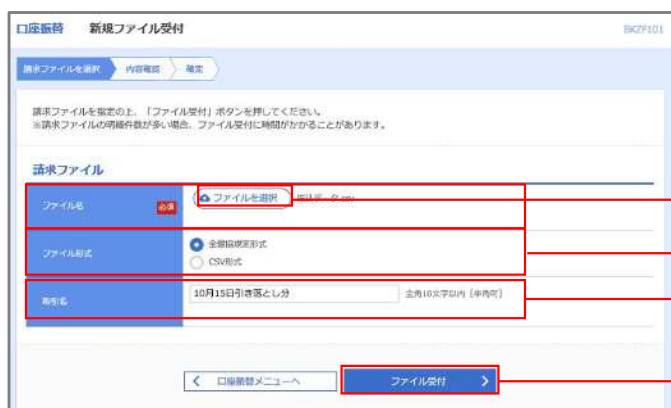 口座振替 新規ファイル受付 BKZF101
請求ファイルを選択 内容確認 確定
請求ファイルを指定の上、「ファイル受付」ボタンを押してください。
※請求ファイルの明細件数が多い場合、ファイル受付に時間がかかることがあります。
請求ファイル
ファイル名 必須 ファイルを選択
ファイル形式 全銀協規定形式
CSV形式
取引名 10月15日引き落とし分 全角10文字以内 [半角可]
口座振替メニューへ ファイル受付